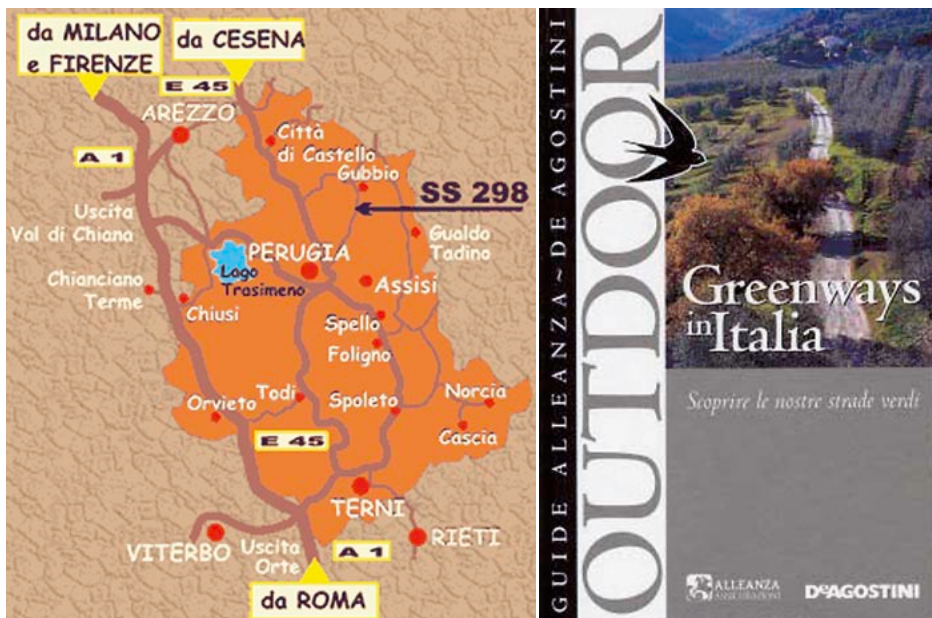 da MILANO
e FIRENZE
da CESENA
E 45
AREZZO
A 1
Città
di Castello
Gubbio
SS 298
Uscita
Val di Chiana
PERUGIA
Gualdo
Tadino
Lago
Trasimeno
Assisi
Chianciano
Terme
Chiusi
Spello
Foligno
Todi
Norcia
Orvieto
Spoleto
Cascia
E 45
TERNI
VITERBO
Uscita
Orte
A 1
RIETI
da ROMA
GUIDE ALLEANZA ~ DE AGOSTINI
OUTDOOR
Greenways
in Italia
Scoprire le nostre strade verdi
ALLEANZA
ASSICURAZIONI
DeAGOSTINI